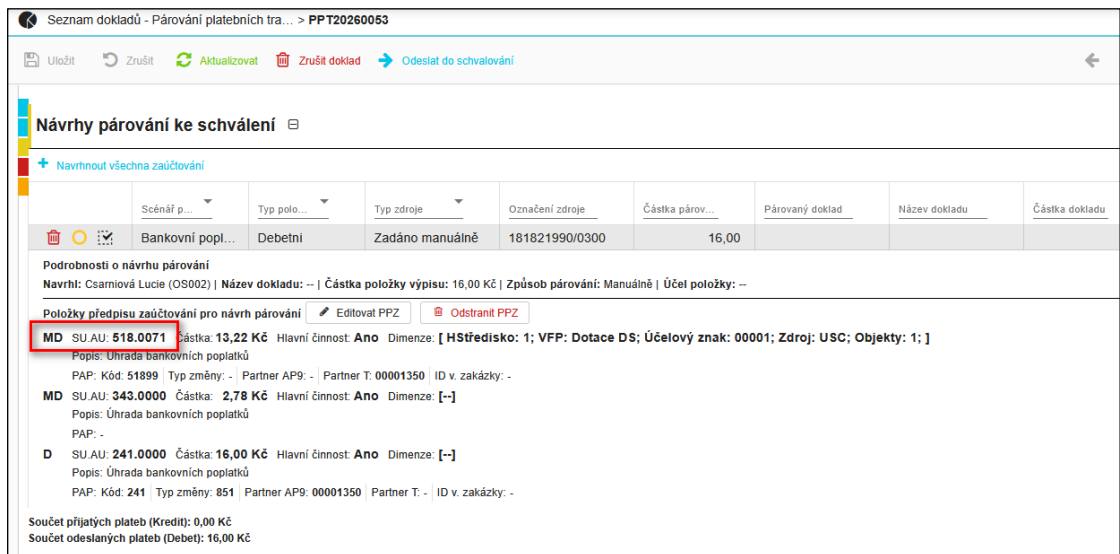 Seznam dokladů - Párování platebních tra... > PPT20260053
Uložit Zrušit Aktualizovat Zrušit doklad Odeslat do schvalování
Návrhy párování ke schválení
Navrhnout všechna zaúčtování
Scénář p... Typ polo... Typ zdroje Označení zdroje Částka párov... Párovaný doklad Název dokladu Částka dokladu
Bankovní popl... Debetni Zadáno manuálně 181821990/0300 16,00
Podrobnosti o návrhu párování
Navrhl: Csarniová Lucie (OS002) | Název dokladu: -- | Částka položky výpisu: 16,00 Kč | Způsob párování: Manuálně | Účel položky: --
Položky předpisu zaúčtování pro návrh párování Editovat PPZ Odstranit PPZ
MD SU.AU: 518.0071 Částka: 13,22 Kč Hlavní činnost: Ano Dimenze: [ HStředisko: 1; VFP: Dotace DS; Účelový znak: 00001; Zdroj: USC; Objekty: 1; ]
Popis: Úhrada bankovních poplatků
PAP: Kód: 51899 | Typ změny: - | Partner AP9: - | Partner T: 00001350 | ID v. zakázky: -
MD SU.AU: 343.0000 Částka: 2,78 Kč Hlavní činnost: Ano Dimenze: [--]
Popis: Úhrada bankovních poplatků
PAP: -
D SU.AU: 241.0000 Částka: 16,00 Kč Hlavní činnost: Ano Dimenze: [--]
Popis: Úhrada bankovních poplatků
PAP: Kód: 241 | Typ změny: 851 | Partner AP9: 00001350 | Partner T: - | ID v. zakázky: -
Součet přijatých plateb (Kredit): 0,00 Kč
Součet odeslaných plateb (Debet): 16,00 Kč